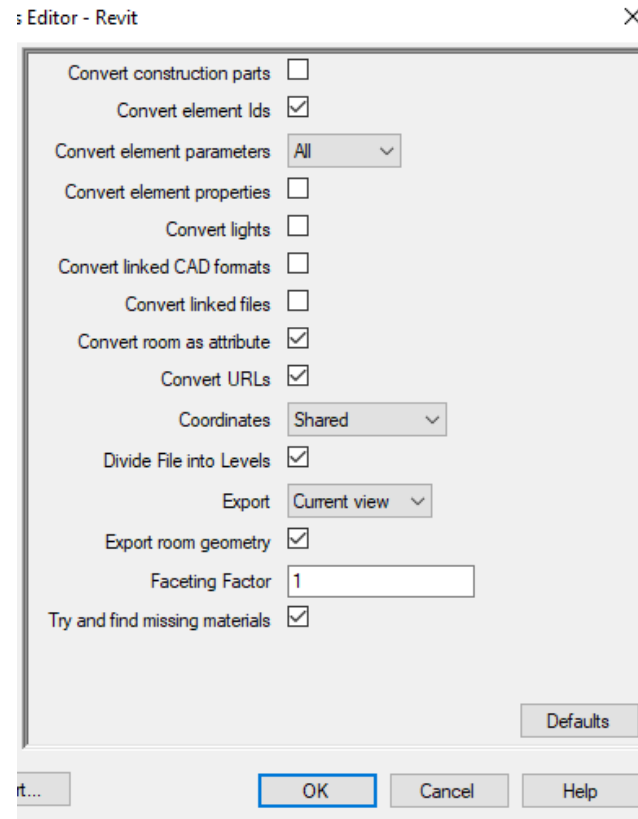 s Editor - Revit
Convert construction parts
Convert element Ids
Convert element parameters All
Convert element properties
Convert lights
Convert linked CAD formats
Convert linked files
Convert room as attribute
Convert URLs
Coordinates Shared
Divide File into Levels
Export Current view
Export room geometry
Faceting Factor 1
Try and find missing materials
Defaults
rt... OK Cancel Help